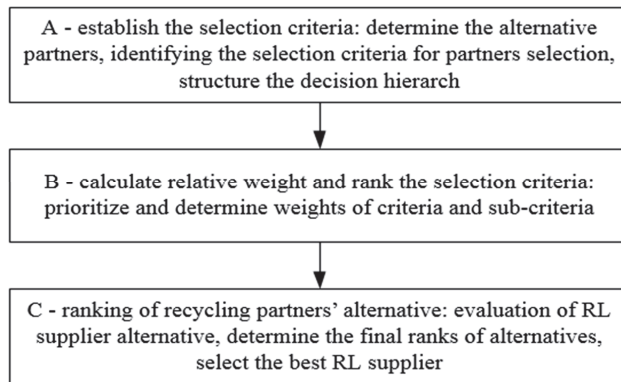 A - establish the selection criteria: determine the alternative
partners, identifying the selection criteria for partners selection,
structure the decision hierarch
B - calculate relative weight and rank the selection criteria:
prioritize and determine weights of criteria and sub-criteria
C - ranking of recycling partners’ alternative: evaluation of RL
supplier alternative, determine the final ranks of alternatives,
select the best RL supplier